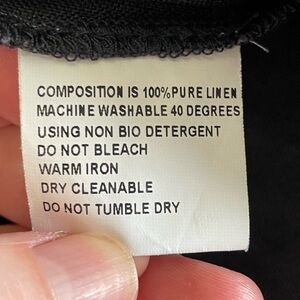 COMPOSITION IS 100% PURE LINEN
MACHINE WASHABLE 40 DEGREES
USING NON BIO DETERGENT
DO NOT BLEACH
WARM IRON
DRY CLEANABLE
DO NOT TUMBLE DRY